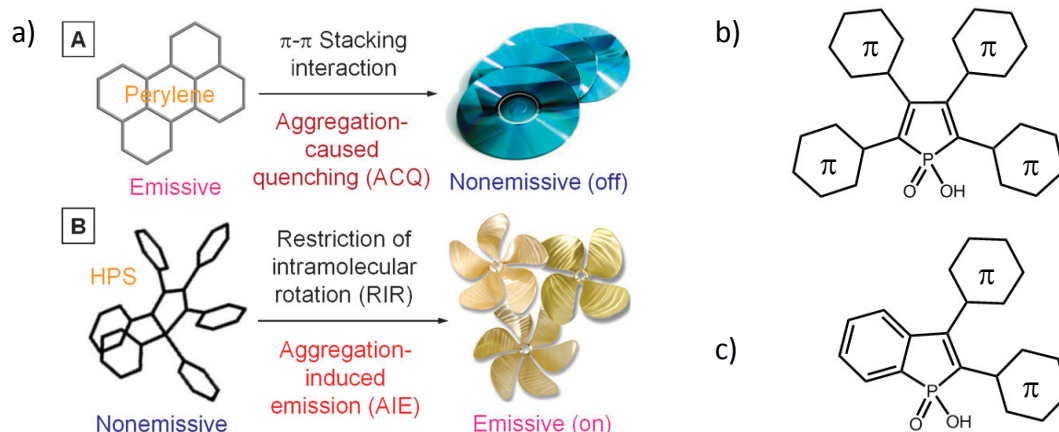 a)
A
Perylene
Emissive
π-π Stacking
interaction
Aggregation-
caused
quenching (ACQ)
Nonemissive (off)
B
HPS
Nonemissive
Restriction of
intramolecular
rotation (RIR)
Aggregation-
induced
emission (AIE)
Emissive (on)
b)
π π
π π
P
O OH
c)
π
π
P
O OH